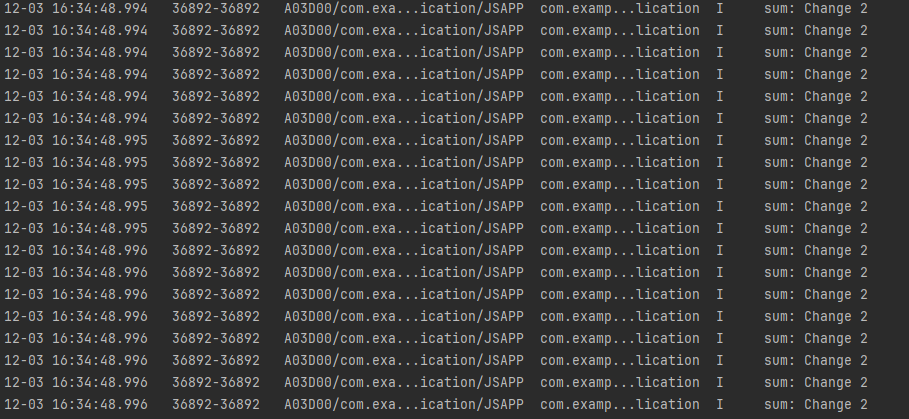 12-03 16:34:48.994 36892-36892 A03D00/com.exa...ication/JSAPP com.examp...lication I sum: Change 2
12-03 16:34:48.994 36892-36892 A03D00/com.exa...ication/JSAPP com.examp...lication I sum: Change 2
12-03 16:34:48.994 36892-36892 A03D00/com.exa...ication/JSAPP com.examp...lication I sum: Change 2
12-03 16:34:48.994 36892-36892 A03D00/com.exa...ication/JSAPP com.examp...lication I sum: Change 2
12-03 16:34:48.994 36892-36892 A03D00/com.exa...ication/JSAPP com.examp...lication I sum: Change 2
12-03 16:34:48.994 36892-36892 A03D00/com.exa...ication/JSAPP com.examp...lication I sum: Change 2
12-03 16:34:48.995 36892-36892 A03D00/com.exa...ication/JSAPP com.examp...lication I sum: Change 2
12-03 16:34:48.995 36892-36892 A03D00/com.exa...ication/JSAPP com.examp...lication I sum: Change 2
12-03 16:34:48.995 36892-36892 A03D00/com.exa...ication/JSAPP com.examp...lication I sum: Change 2
12-03 16:34:48.995 36892-36892 A03D00/com.exa...ication/JSAPP com.examp...lication I sum: Change 2
12-03 16:34:48.995 36892-36892 A03D00/com.exa...ication/JSAPP com.examp...lication I sum: Change 2
12-03 16:34:48.996 36892-36892 A03D00/com.exa...ication/JSAPP com.examp...lication I sum: Change 2
12-03 16:34:48.996 36892-36892 A03D00/com.exa...ication/JSAPP com.examp...lication I sum: Change 2
12-03 16:34:48.996 36892-36892 A03D00/com.exa...ication/JSAPP com.examp...lication I sum: Change 2
12-03 16:34:48.996 36892-36892 A03D00/com.exa...ication/JSAPP com.examp...lication I sum: Change 2
12-03 16:34:48.996 36892-36892 A03D00/com.exa...ication/JSAPP com.examp...lication I sum: Change 2
12-03 16:34:48.996 36892-36892 A03D00/com.exa...ication/JSAPP com.examp...lication I sum: Change 2
12-03 16:34:48.996 36892-36892 A03D00/com.exa...ication/JSAPP com.examp...lication I sum: Change 2
12-03 16:34:48.996 36892-36892 A03D00/com.exa...ication/JSAPP com.examp...lication I sum: Change 2